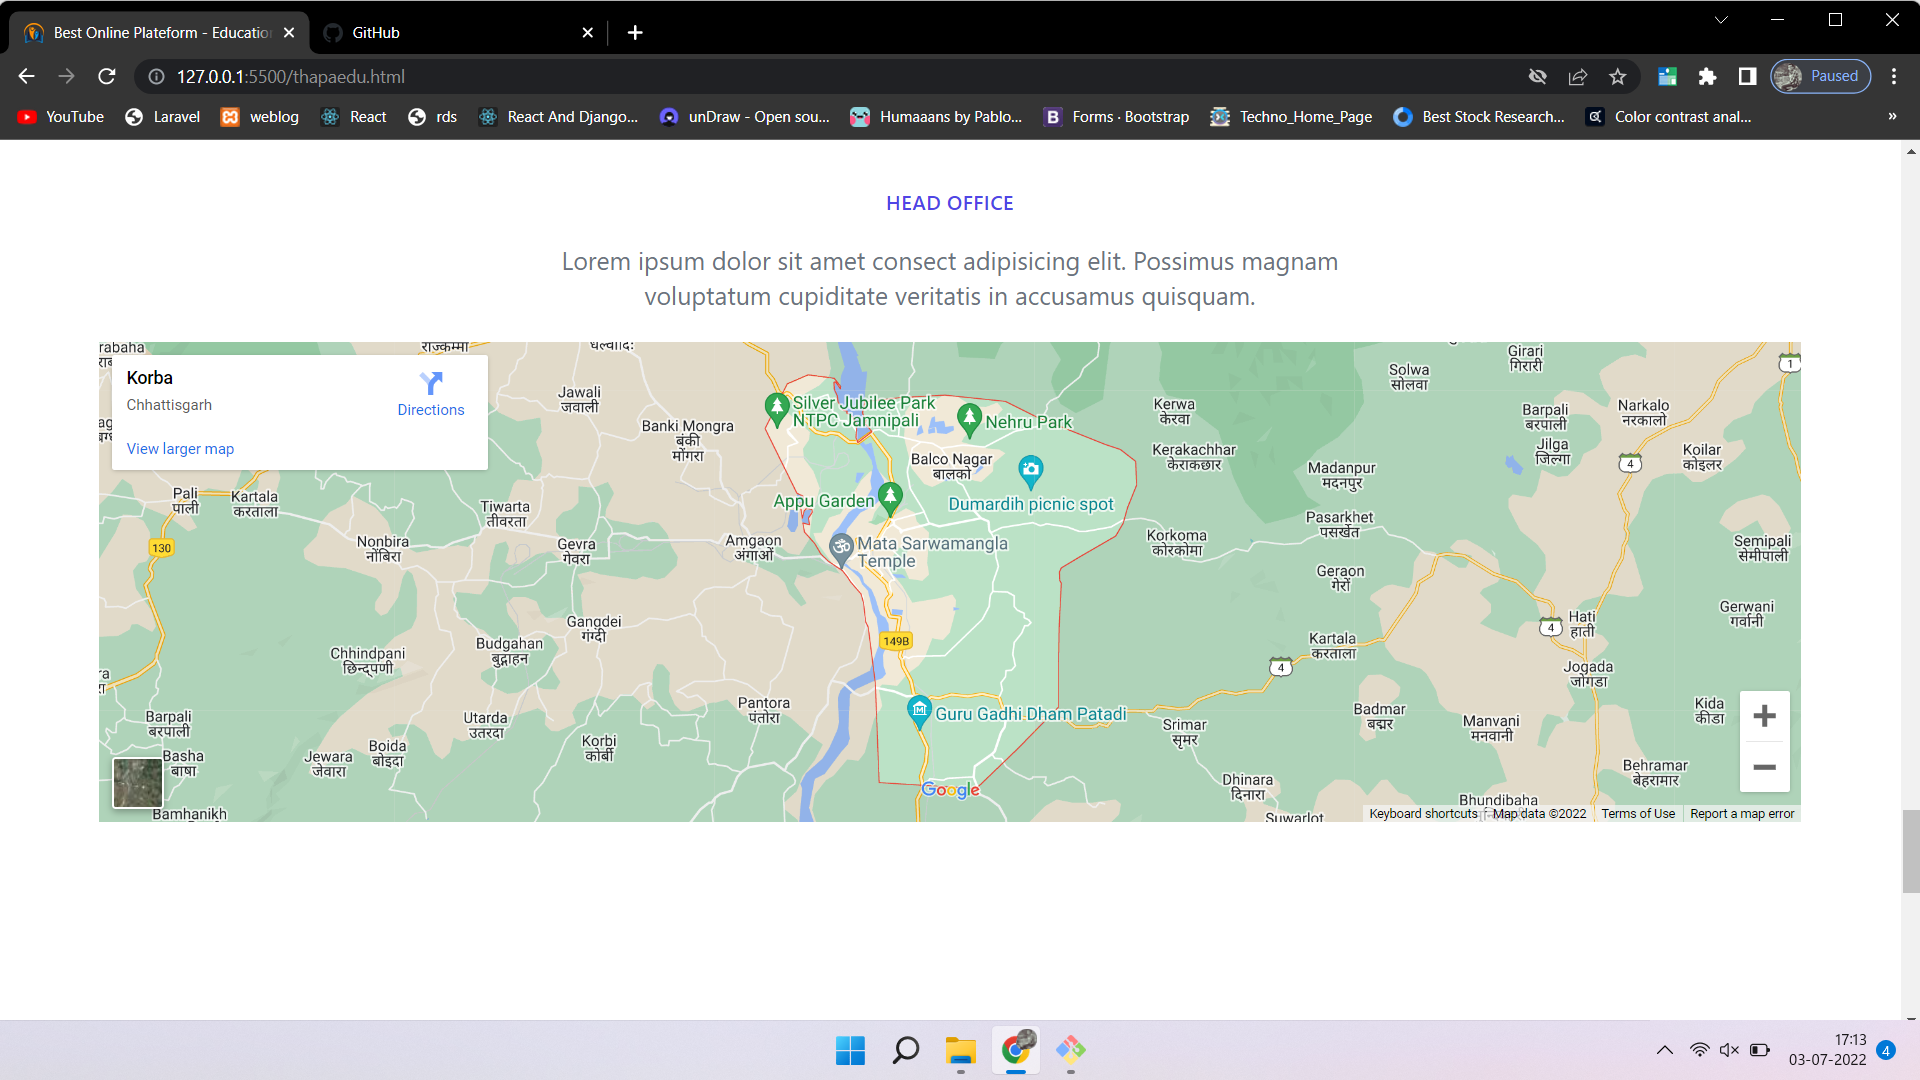 Best Online Plateform - Educatio
GitHub
127.0.0.1:5500/thapaedu.html
Paused
YouTube
Laravel
weblog
React
rds
React And Django...
unDraw - Open sou...
Humaaans by Pablo...
Forms · Bootstrap
Techno_Home_Page
Best Stock Research...
Color contrast anal...
»
HEAD OFFICE
Lorem ipsum dolor sit amet consect adipisicing elit. Possimus magnam
voluptatum cupiditate veritatis in accusamus quisquam.
rabaha
राज्कम्मा
Korba
Chhattisgarh
Directions
View larger map
Jawali
जवाली
Banki Mongra
बंकी
मोंगरा
Silver Jubilee Park
NTPC Jamnipali
Nehru Park
Balco Nagar
बालको
Kerwa
केरवा
Kerakachhar
केराकछार
Solwa
सोलवा
Girari
गिरारी
1
Barpali
बरपाली
Jilga
जिल्गा
Narkalo
नरकालो
Koilar
कोइलर
4
Madanpur
मदनपुर
Pali
पाली
Kartala
करताला
Tiwarta
तीवरता
Appu Garden
Dumardih picnic spot
Pasarkhet
पसर्खेत
130
Nonbira
नोंबिरा
Gevra
गेवरा
Amgaon
अंगाओं
Mata Sarwamangla
Temple
Korkoma
कोरकोमा
Semipali
सेमीपाली
Geraon
गेरों
Gerwani
गर्वानी
Gangdei
गंग्दी
Budgahan
बुद्गाहन
Chhindpani
छिन्द्पणी
149B
Kartala
करताला
4
Hati
हाती
4
Jogada
जोगडा
Pantora
पंतोरा
Guru Gadhi Dham Patadi
Badmar
बद्मर
Kida
कीडा
Barpali
बरपाली
Utarda
उतरदा
Srimar
सृमर
Manvani
मनवानी
Basha
बाषा
Jewara
जेवारा
Boida
बोइदा
Korbi
कोर्बी
Dhinara
दिनारा
Behramar
बेहरामार
Bhundibaha
Bamhanikh
Google
Suwarlot
Keyboard shortcuts
Map data ©2022
Terms of Use
Report a map error
17:13
03-07-2022
4